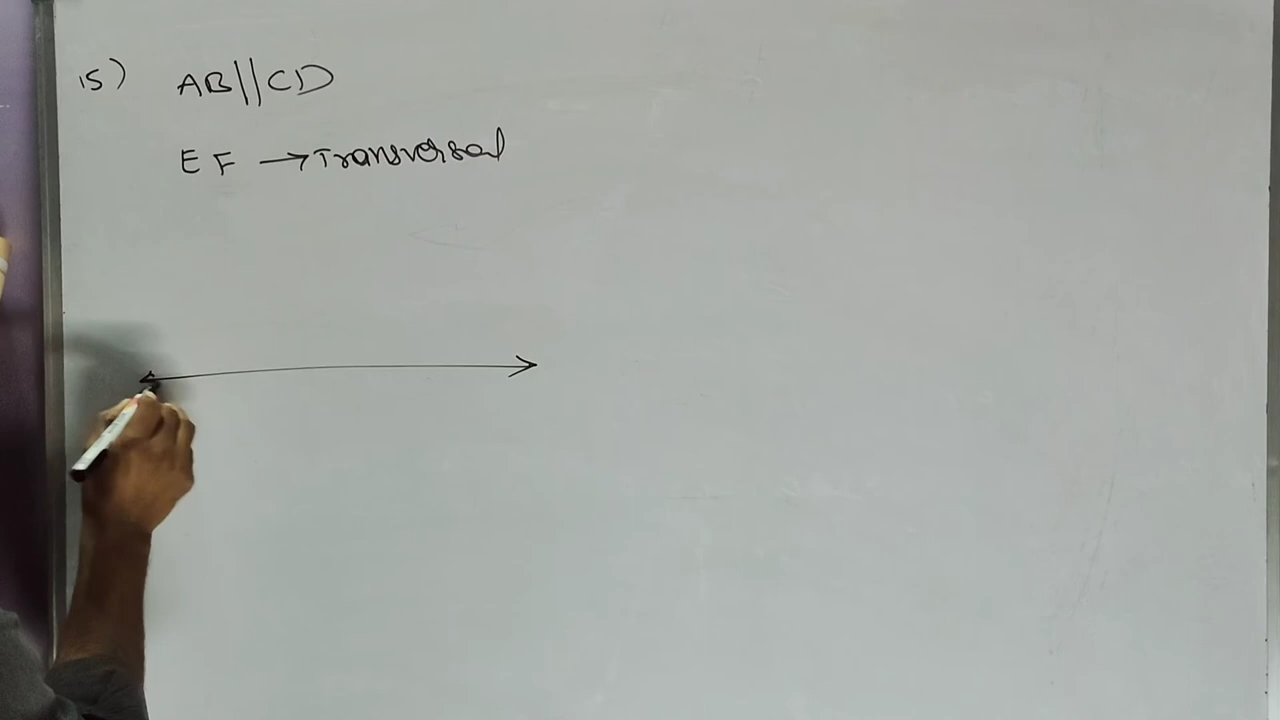 15) AB||CD
EF → Transversal